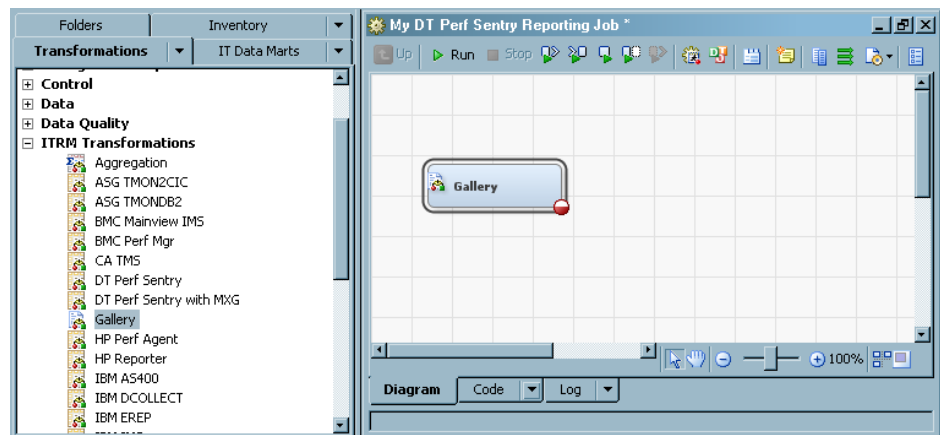 Folders
Inventory
Transformations
IT Data Marts
Control
Data
Data Quality
ITRM Transformations
Aggregation
ASG TMON2CIC
ASG TMONDB2
BMC Mainview IMS
BMC Perf Mgr
CA TMS
DT Perf Sentry
DT Perf Sentry with MXG
Gallery
HP Perf Agent
HP Reporter
IBM AS400
IBM DCOLLECT
IBM EREP
My DT Perf Sentry Reporting Job *
Up Run Stop
Gallery
100%
Diagram Code Log